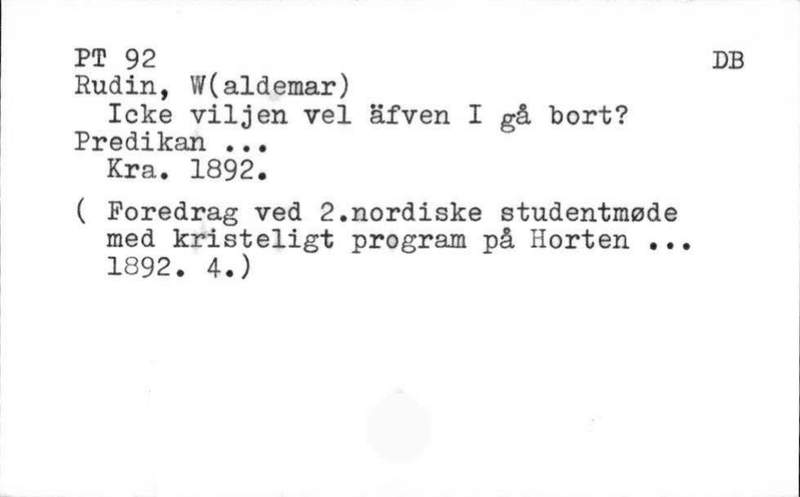 PT 92 DB
Rudin, W(aldemar)
Icke viljen vel äfven I gå bort?
Predikan ...
Kra. 1892.
( Foredrag ved 2.nordiske studentmøde
med kristeligt program på Horten ...
1892. 4.)